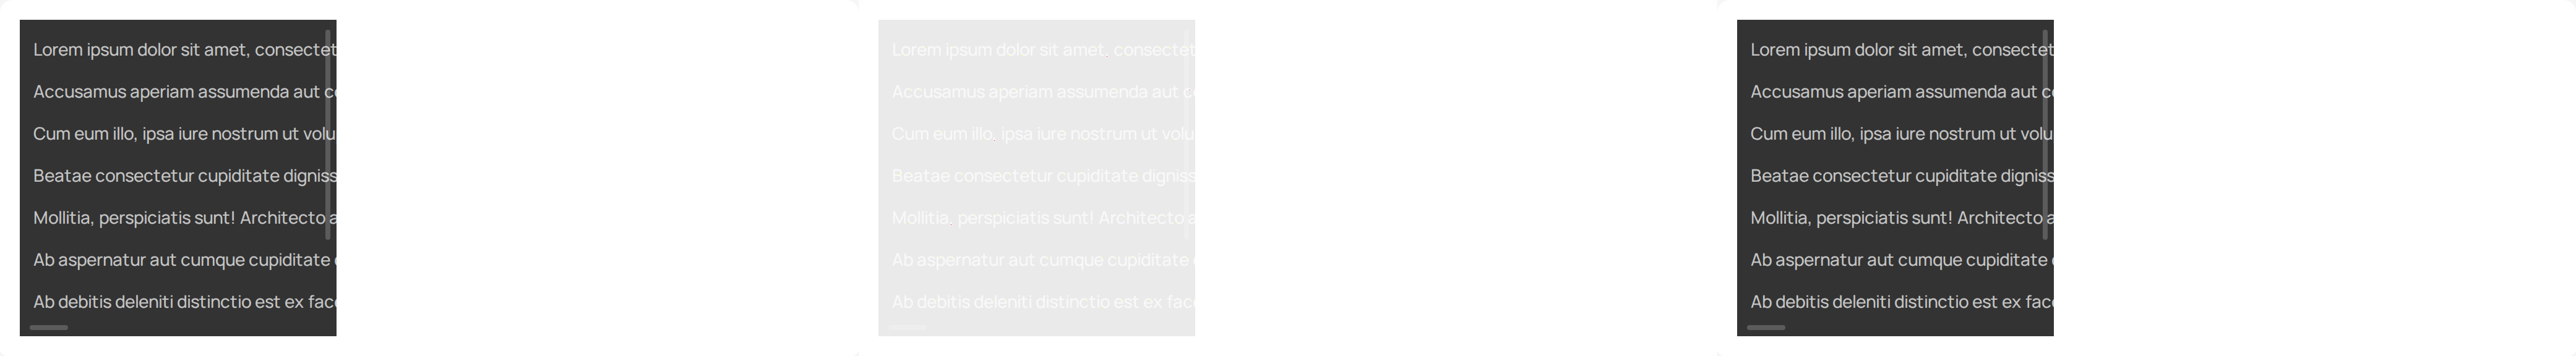 Lorem ipsum dolor sit amet, consectet
Accusamus aperiam assumenda aut
Cum eum illo, ipsa iure nostrum ut volu
Beatae consectetur cupiditate digniss
Mollitia, perspiciatis sunt! Architecto a
Ab aspernatur aut cumque cupiditate
Ab debitis deleniti distinctio est ex face
Lorem ipsum dolor sit amet, consectet
Accusamus aperiam assumenda aut
Cum eum illo, ipsa iure nostrum ut volu
Beatae consectetur cupiditate digniss
Mollitia, perspiciatis sunt! Architecto a
Ab aspernatur aut cumque cupiditate
Ab debitis deleniti distinctio est ex face
Lorem ipsum dolor sit amet, consectet
Accusamus aperiam assumenda aut
Cum eum illo, ipsa iure nostrum ut volu
Beatae consectetur cupiditate digniss
Mollitia, perspiciatis sunt! Architecto a
Ab aspernatur aut cumque cupiditate
Ab debitis deleniti distinctio est ex face